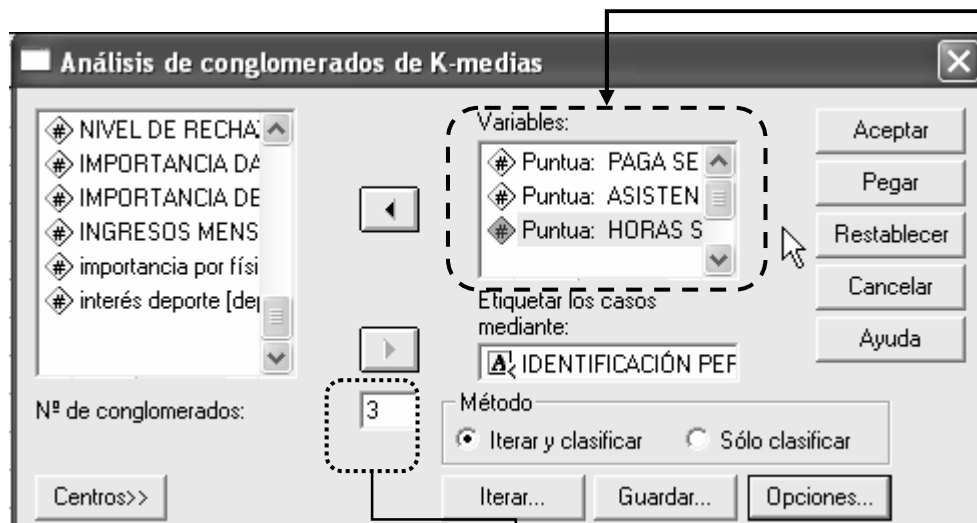 Análisis de conglomerados de K-medias
NIVEL DE RECHA
IMPORTANCIA DA
IMPORTANCIA DE
INGRESOS MENS
importancia por físi
interés deporte [dep
Variables:
Puntua: PAGA SE
Puntua: ASISTEN
Puntua: HORAS S
Etiquetar los casos
mediante:
IDENTIFICACIÓN PER
Nº de conglomerados:
3
Método
Iterar y clasificar
Sólo clasificar
Centros>>
Iterar...
Guardar...
Opciones...
Aceptar
Pegar
Restablecer
Cancelar
Ayuda